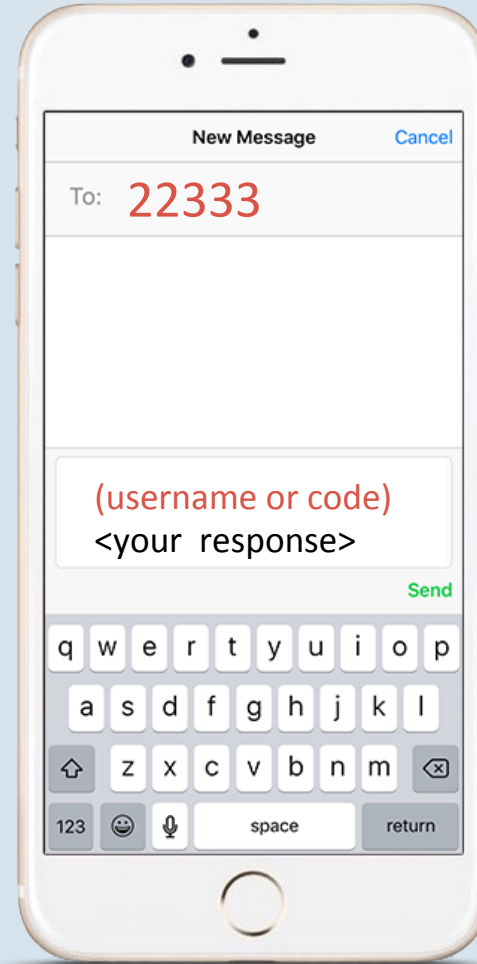 New Message Cancel
To: 22333
(username or code)
<your response>
Send
q w e r t y u i o p
a s d f g h j k l
z x c v b n m
123 space return